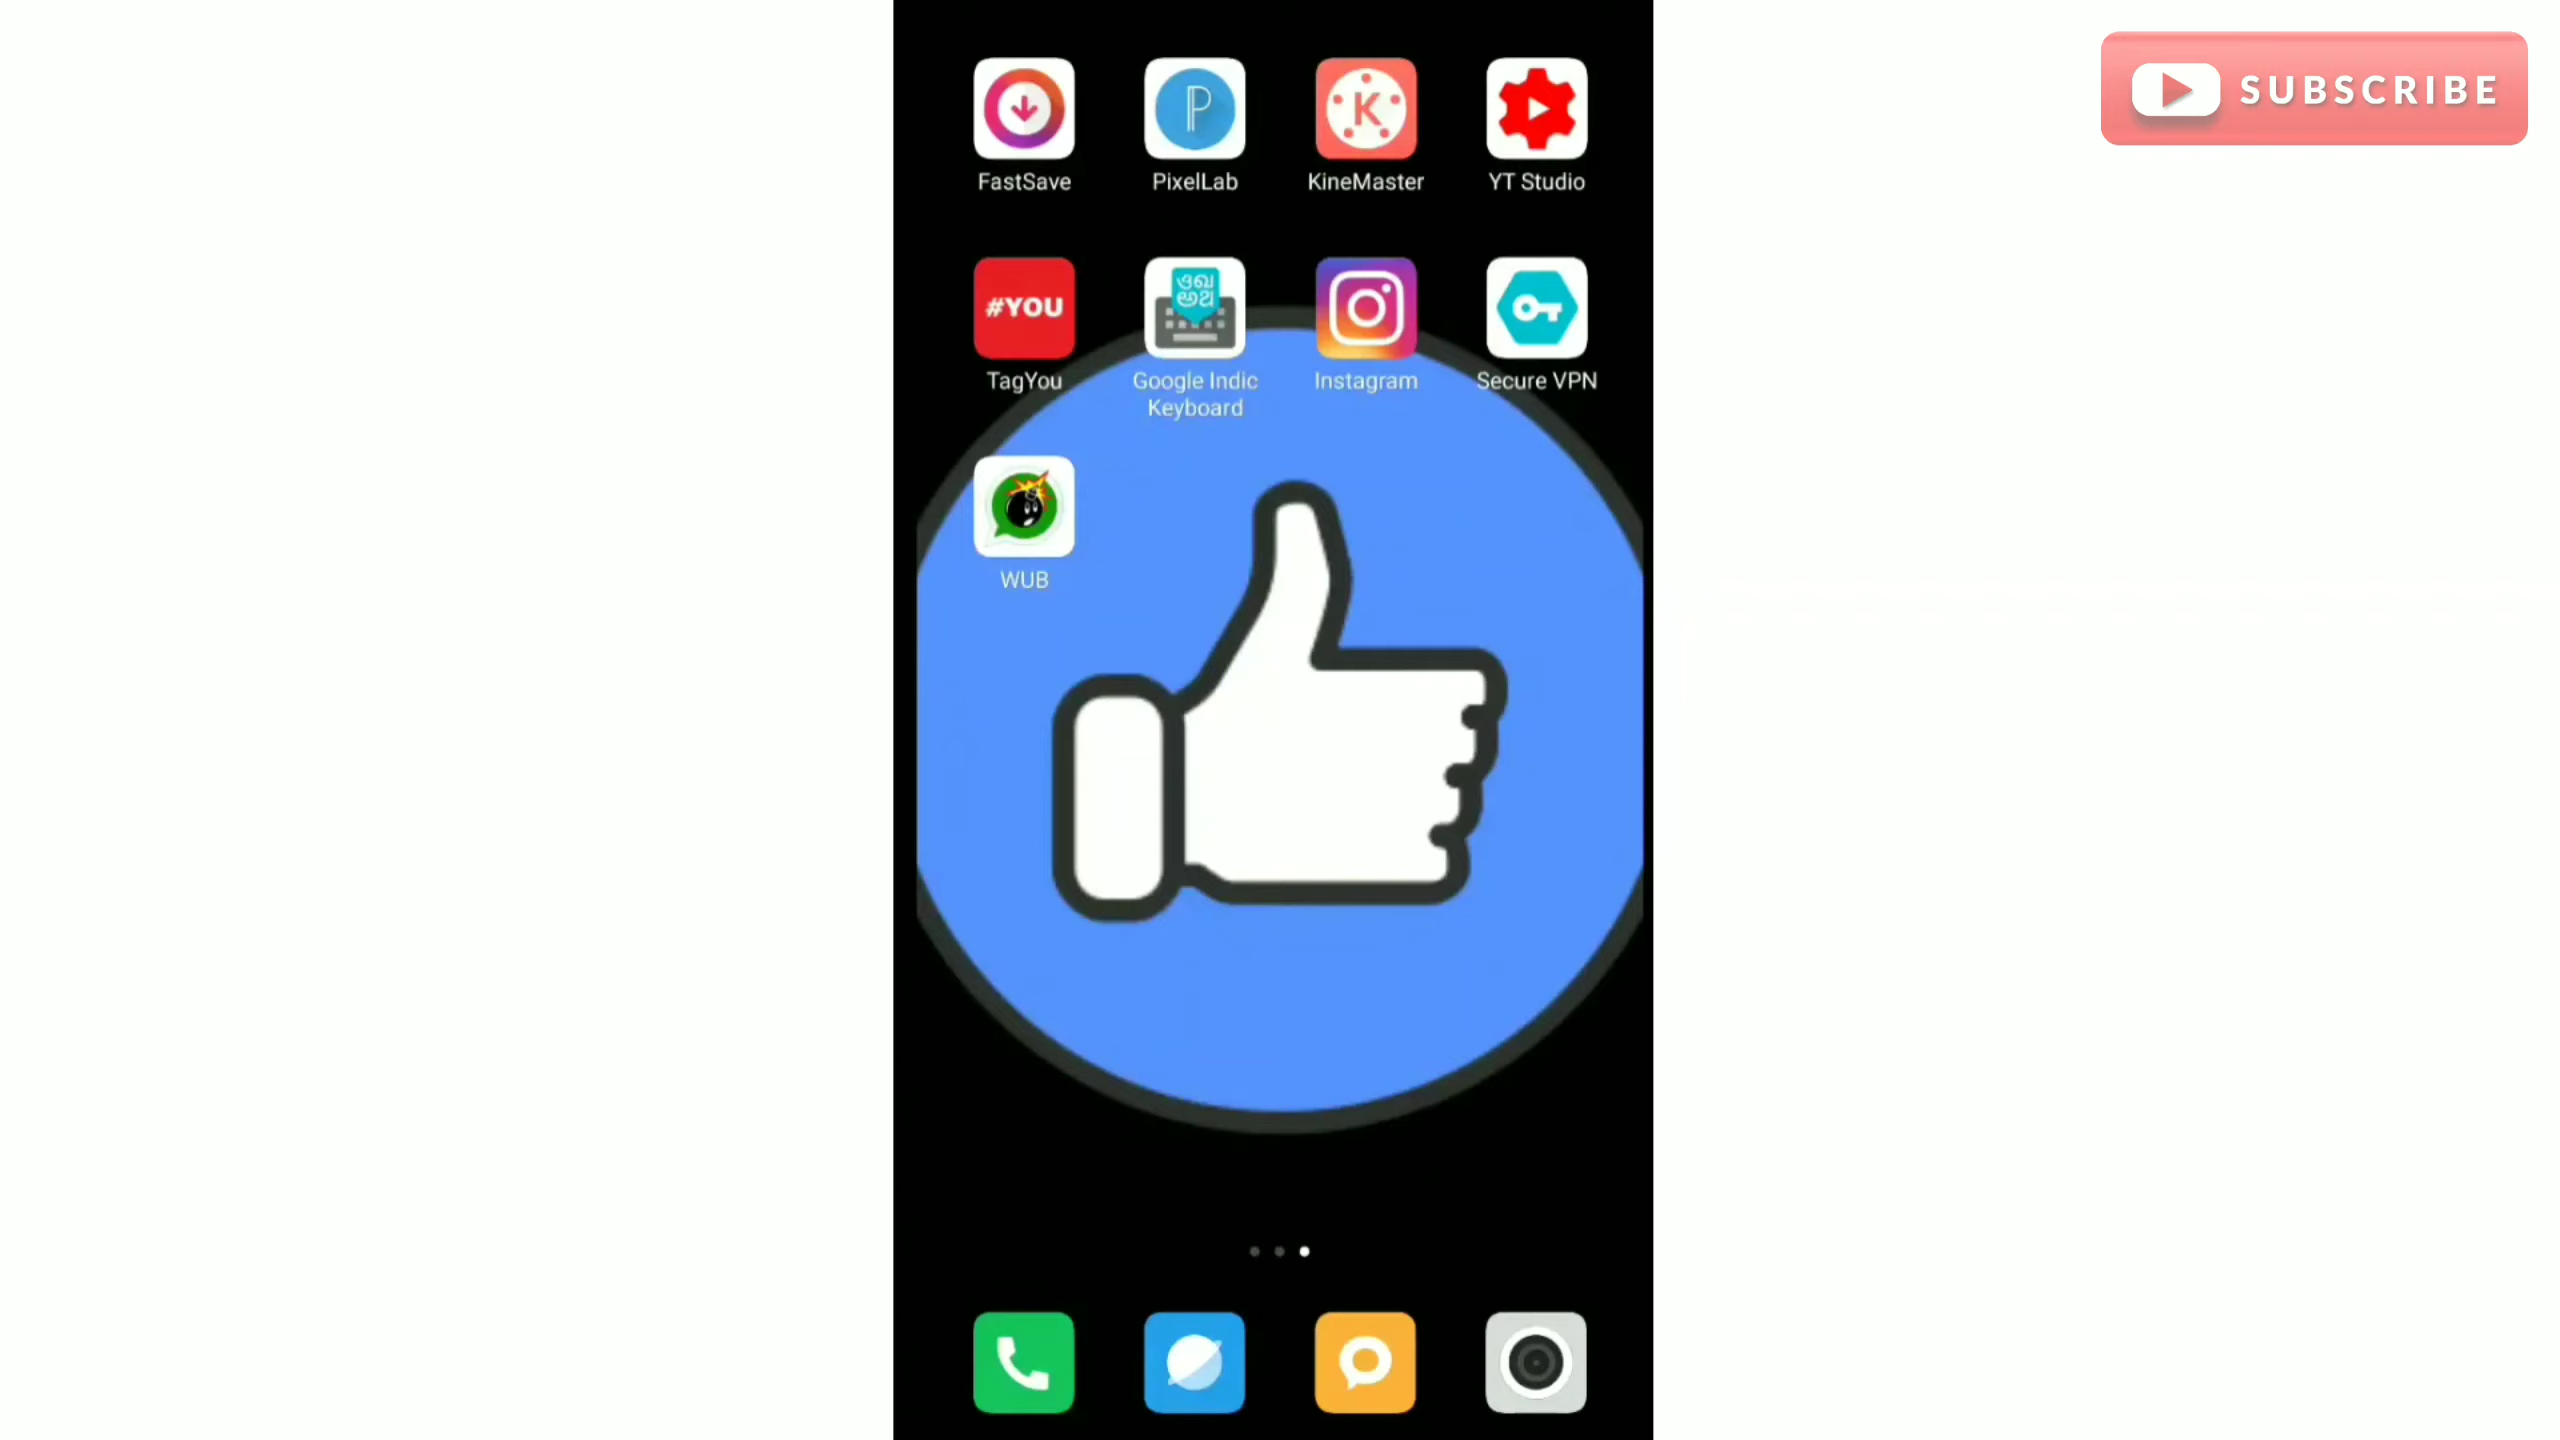 SUBSCRIBE
FastSave
PixelLab
KineMaster
YT Studio
#YOU
TagYou
Google Indic
Keyboard
Instagram
Secure VPN
WUB